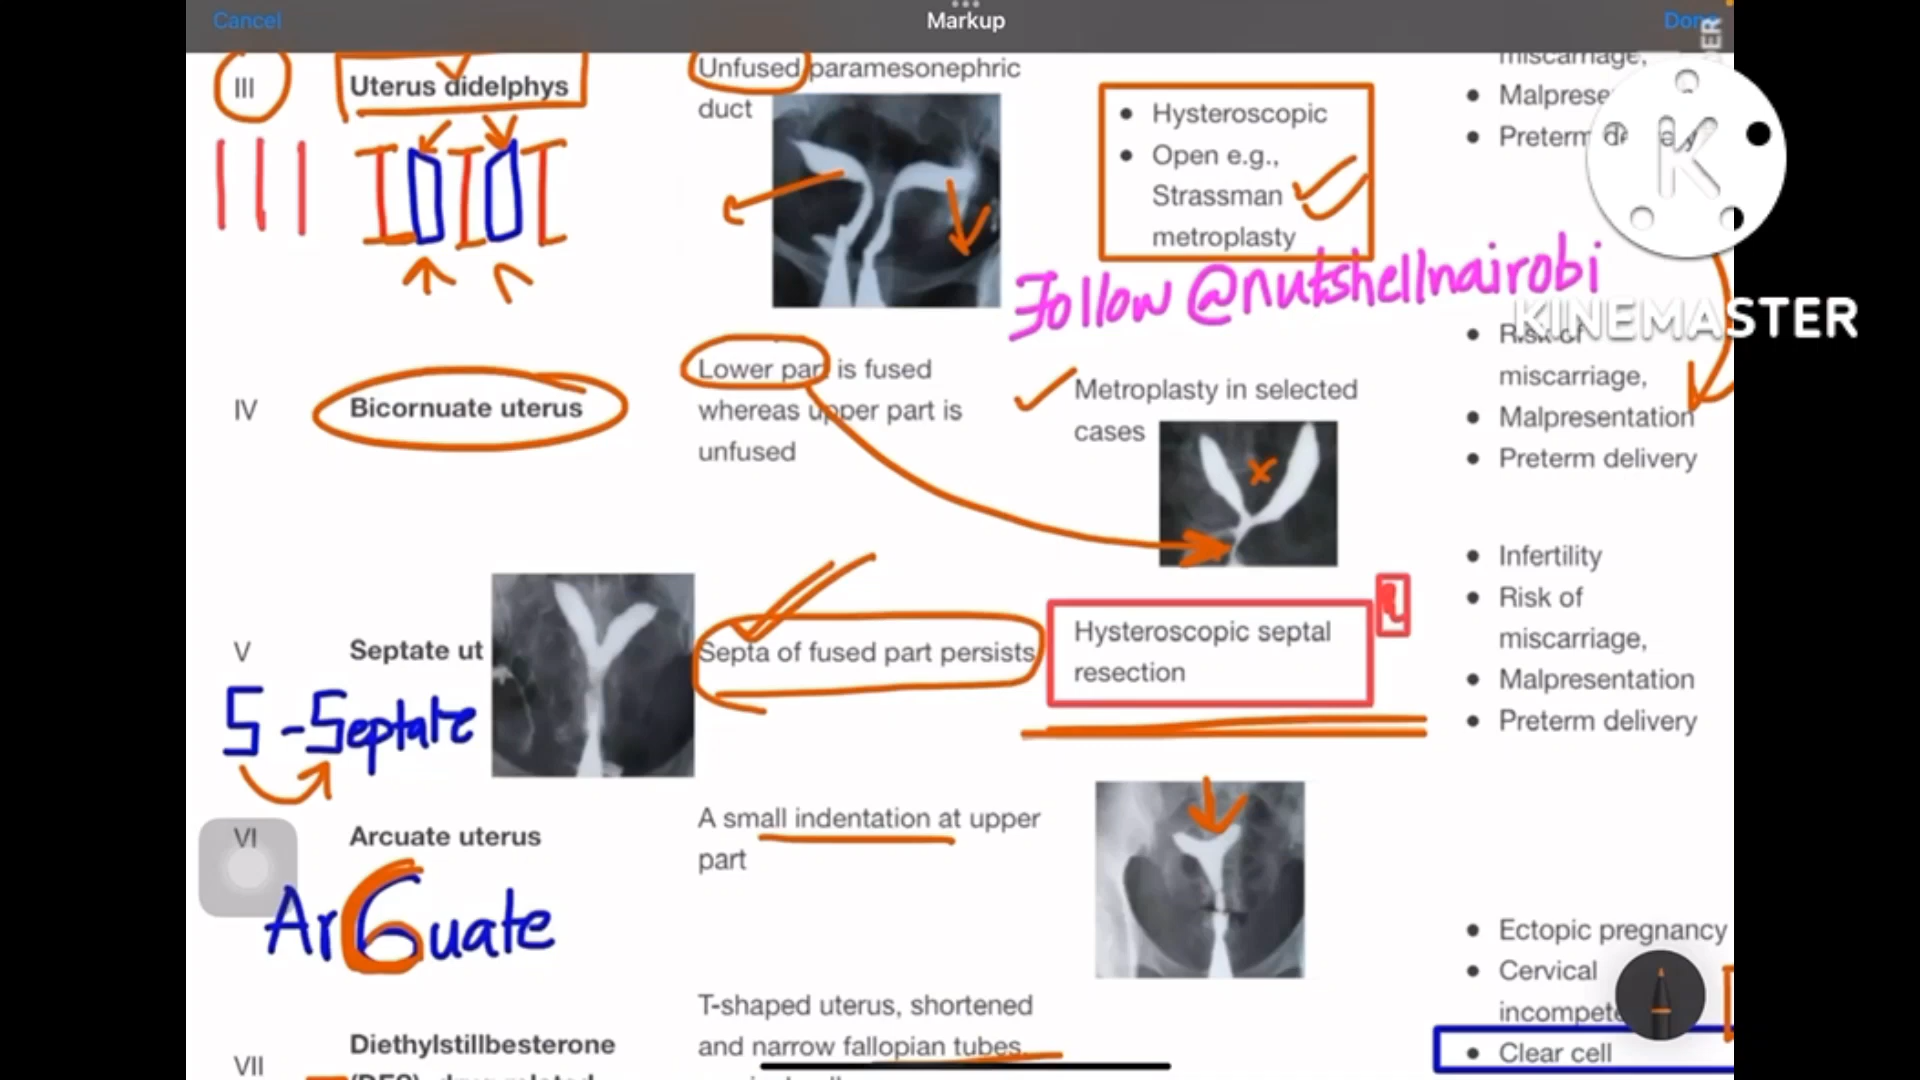 Cancel
Markup
Done
III
Uterus didelphys
Unfused paramesonephric
duct
Hysteroscopic
Open e.g.,
Strassman
metroplasty
miscarriage,
Preterm
K
KINEMASTER
Follow @nutshellnairobi
IV
Bicornuate uterus
Lower part is fused
whereas upper part is
unfused
Metroplasty in selected
cases
Risk of
miscarriage,
Malpresentation
Preterm delivery
V
Septate ut
Septa of fused part persists
Hysteroscopic septal
resection
Infertility
Risk of
miscarriage,
Malpresentation
Preterm delivery
5 - Septate
VI
Arcuate uterus
A small indentation at upper
part
Ar6uate
VII
Diethylstillbesterone
T-shaped uterus, shortened
and narrow fallopian tubes,
Ectopic pregnancy
Cervical
Clear cell